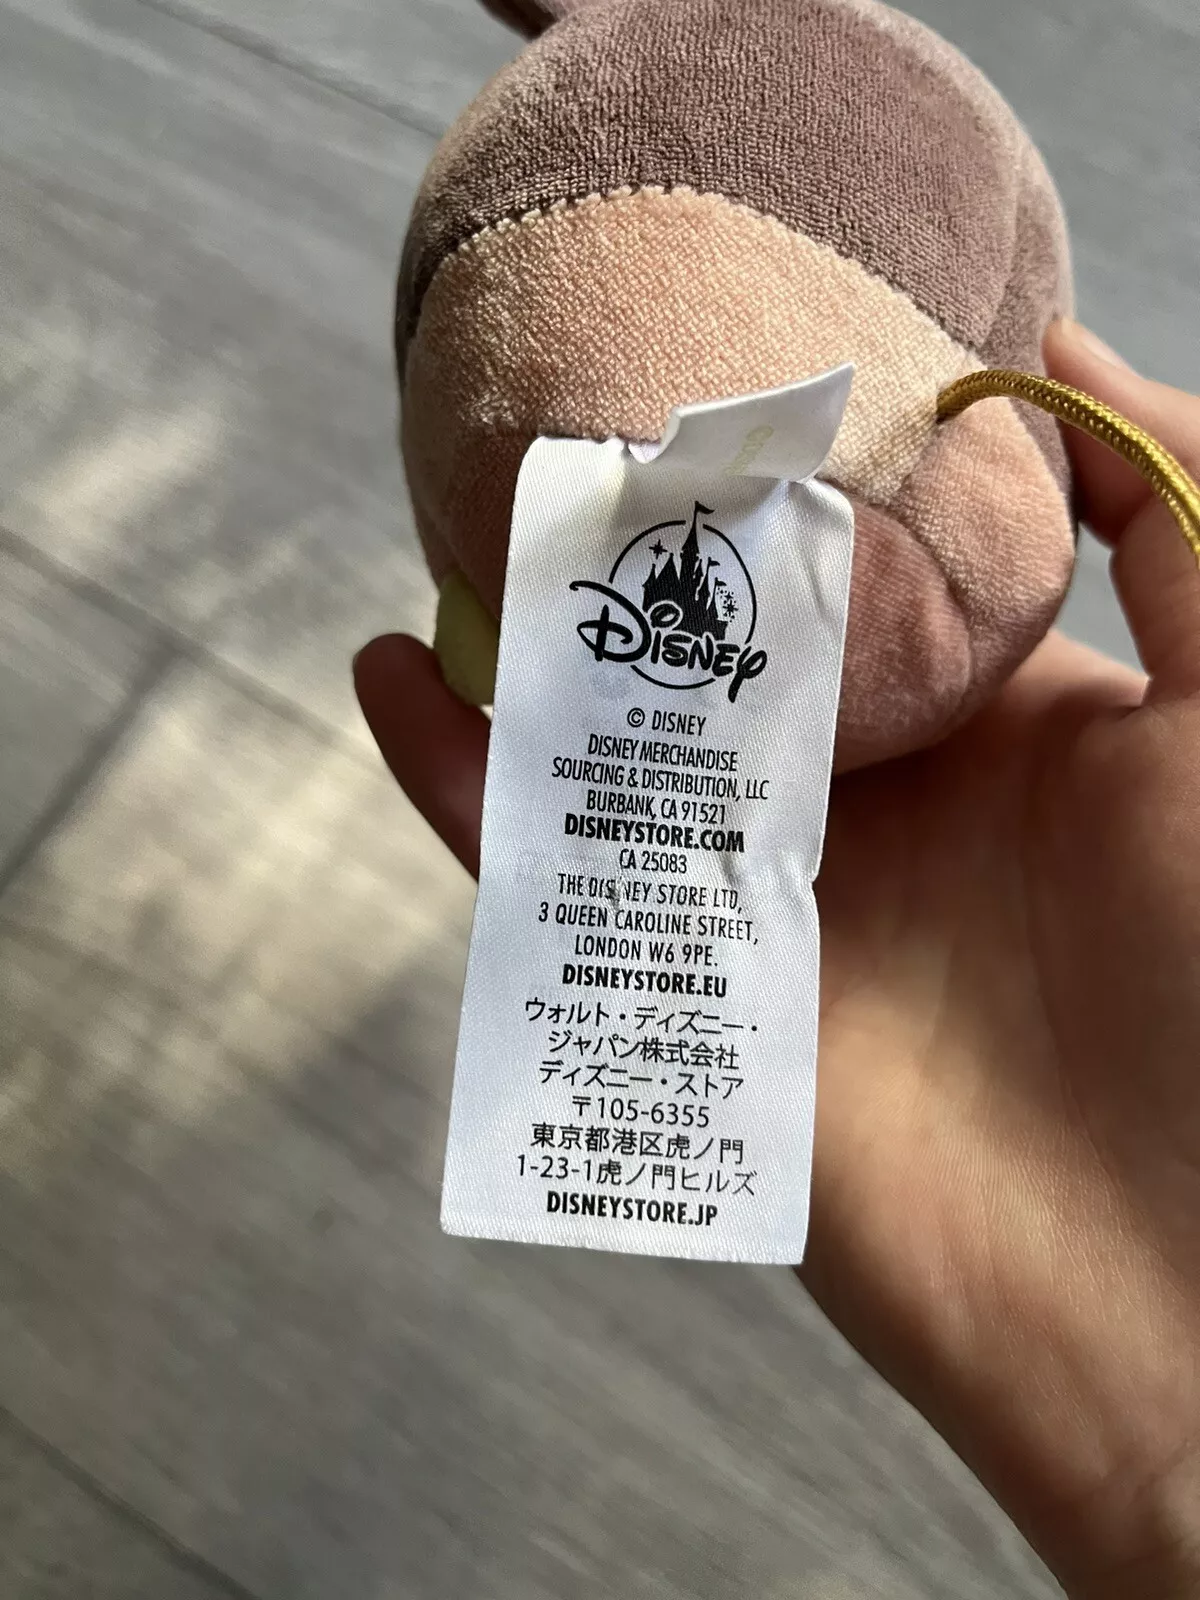 Disney
© DISNEY
DISNEY MERCHANDISE
SOURCING & DISTRIBUTION, LLC
BURBANK, CA 91521
DISNEYSTORE.COM
CA 25083
THE DISNEY STORE LTD,
3 QUEEN CAROLINE STREET,
LONDON W6 9PE.
DISNEYSTORE.EU
ウォルト・ディズニー・
ジャパン株式会社
ディズニー・ストア
〒105-6355
東京都港区虎ノ門
1-23-1虎ノ門ヒルズ
DISNEYSTORE.JP